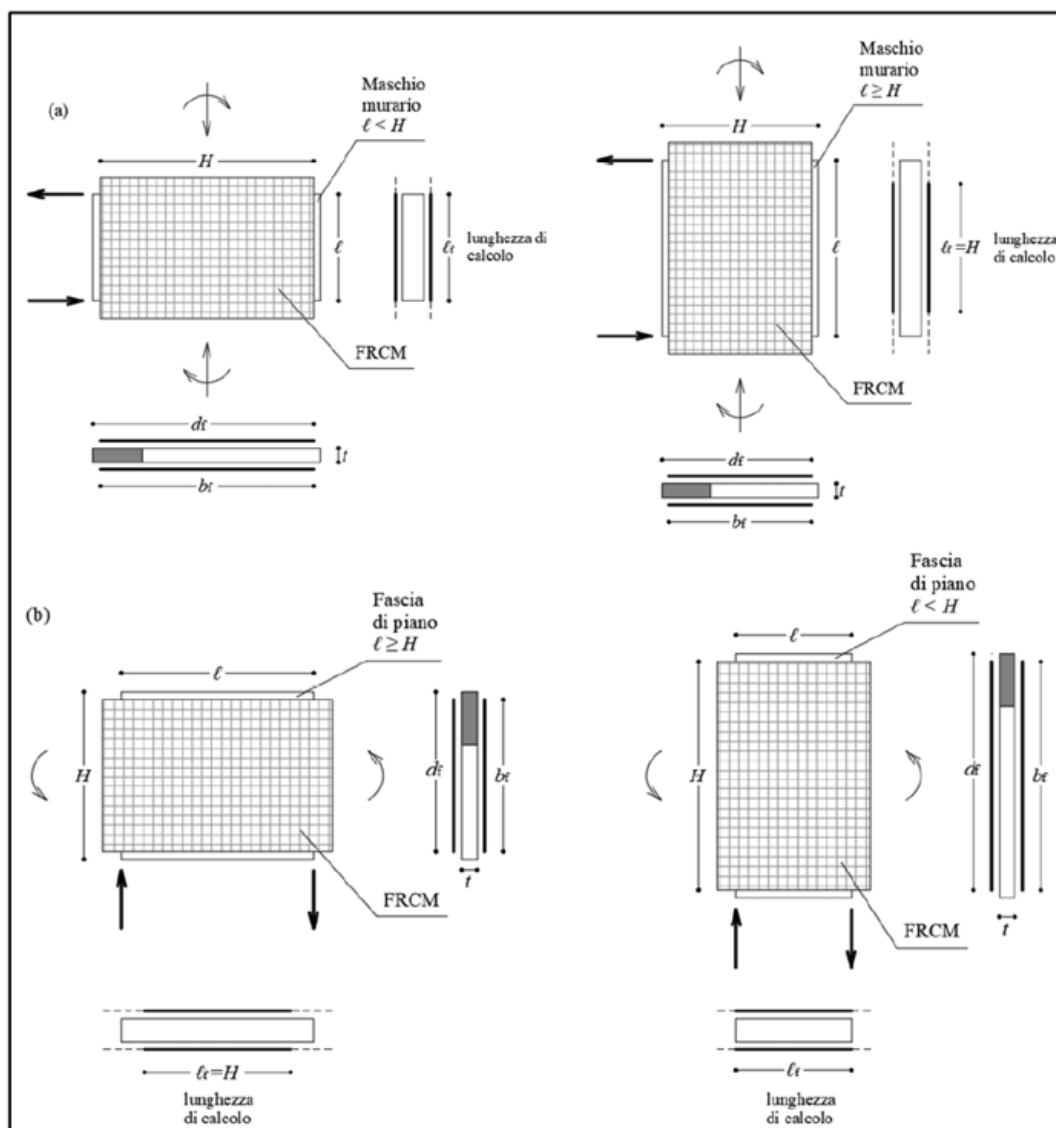 (a)
Maschio
murario
ℓ < H
H
ℓ
ℓf
lunghezza di
calcolo
FRCM
df
t
bf
Maschio
murario
ℓ ≥ H
H
ℓ
ℓf=H
lunghezza
di calcolo
FRCM
df
t
bf
(b)
Fascia
di piano
ℓ ≥ H
ℓ
H
df
bf
t
FRCM
ℓf=H
lunghezza
di calcolo
Fascia
di piano
ℓ < H
ℓ
H
df
bf
t
FRCM
ℓf
lunghezza
di calcolo